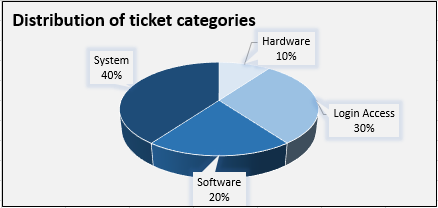 Distribution of ticket categories
Hardware
10%
System
40%
Login Access
30%
Software
20%